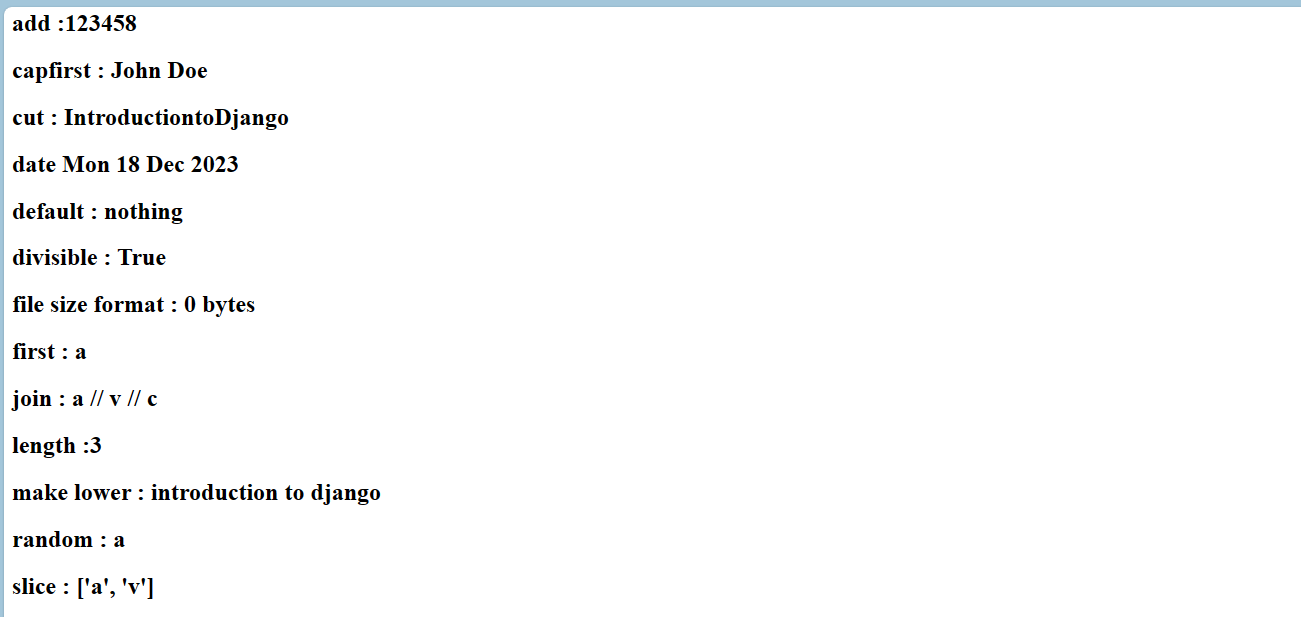 add :123458
capfirst : John Doe
cut : IntroductiontoDjango
date Mon 18 Dec 2023
default : nothing
divisible : True
file size format : 0 bytes
first : a
join : a // v // c
length :3
make lower : introduction to django
random : a
slice : ['a', 'v']